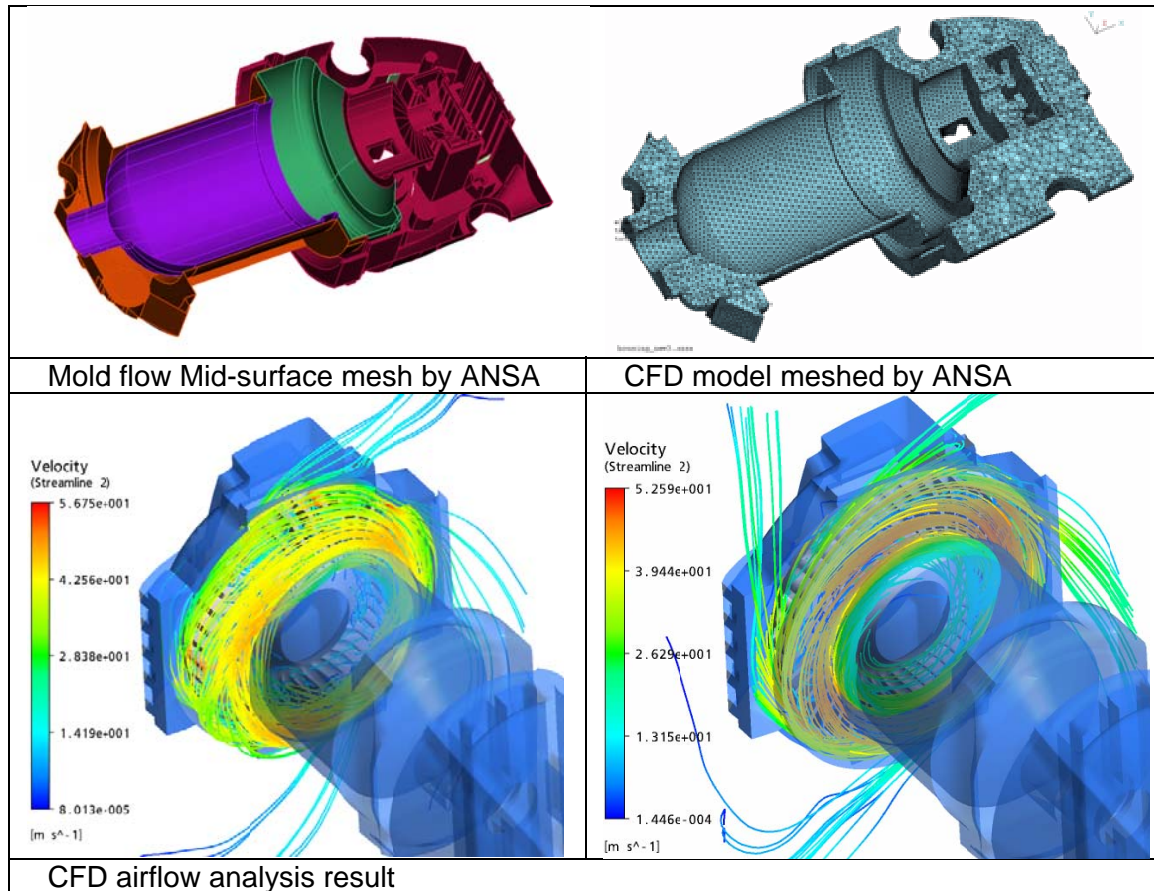 Y
X
Mold flow Mid-surface mesh by ANSA
CFD model meshed by ANSA
Velocity
(Streamline 2)
5.675e+001
4.256e+001
2.838e+001
1.419e+001
8.013e-005
[m s^-1]
Velocity
(Streamline 2)
5.259e+001
3.944e+001
2.629e+001
1.315e+001
1.446e-004
[m s^-1]
CFD airflow analysis result